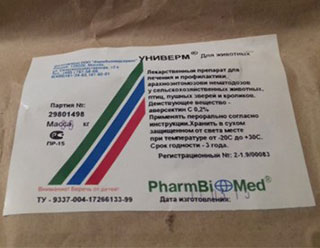 УНИВЕРМ® Для животных
Лекарственный препарат для
лечения и профилактики
арахноэнтомозов нематодозов
у сельскохозяйственных животных,
птиц, пушных зверей и кроликов.
Действующее вещество -
аверсектин С 0,2%
Применять перорально согласно
инструкции. Хранить в сухом
защищенном от света месте
при температуре от -20С до +30С.
Срок годности - 3 года.
Регистрационный № 2-1.9/00083
Партия №:
29801498
Масса, кг
ПР-15
Внимание! Беречь от детей!
ТУ - 9337-004-17266133-99
PharmBioMed®
Дата изготовления: